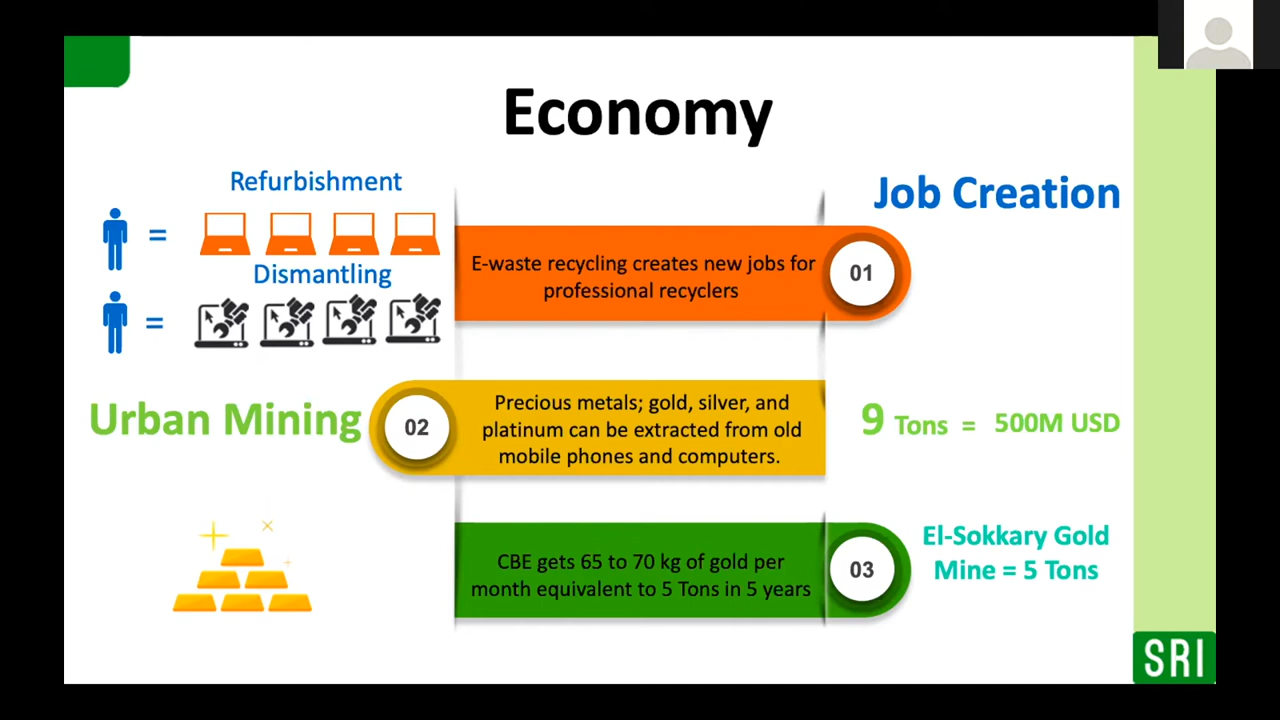 Economy
Refurbishment
=
Dismantling
=
Job Creation
E-waste recycling creates new jobs for
professional recyclers
01
Urban Mining
02
Precious metals; gold, silver, and
platinum can be extracted from old
mobile phones and computers.
9 Tons = 500M USD
CBE gets 65 to 70 kg of gold per
month equivalent to 5 Tons in 5 years
03
El-Sokkary Gold
Mine = 5 Tons
SRI